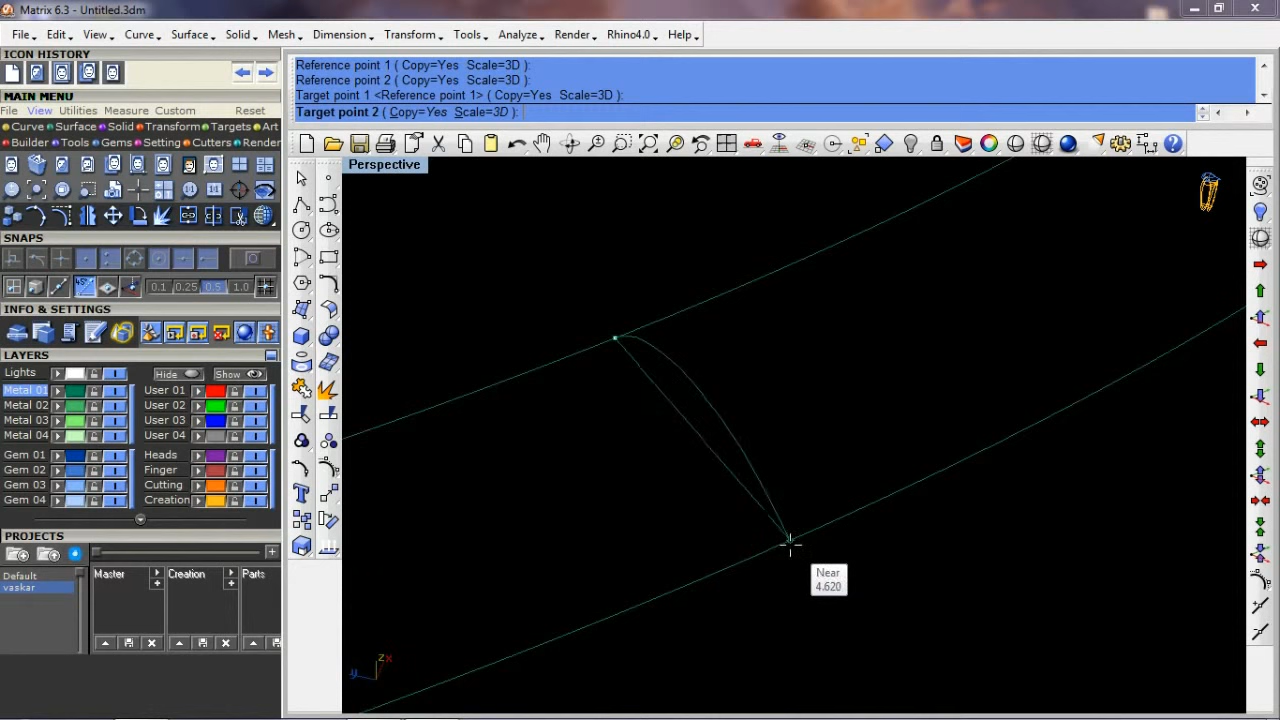 Matrix 6.3 - Untitled.3dm
File Edit View Curve Surface Solid Mesh Dimension Transform Tools Analyze Render Rhino4.0 Help
ICON HISTORY
MAIN MENU
File View Utilities Measure Custom Reset
Curve Surface Solid Transform Targets Art
Builder Tools Gems Setting Cutters Render
SNAPS
45°
0.1 0.25 0.5 1.0
INFO & SETTINGS
LAYERS
Lights Hide Show
Metal 01 User 01
Metal 02 User 02
Metal 03 User 03
Metal 04 User 04
Gem 01 Heads
Gem 02 Finger
Gem 03 Cutting
Gem 04 Creation
PROJECTS
Default
vaskar
Master Creation Parts
Reference point 1 ( Copy=Yes Scale=3D ):
Reference point 2 ( Copy=Yes Scale=3D ):
Target point 1 <Reference point 1> ( Copy=Yes Scale=3D ):
Target point 2 ( Copy=Yes Scale=3D ):
Perspective
Near
4.620
z x
y